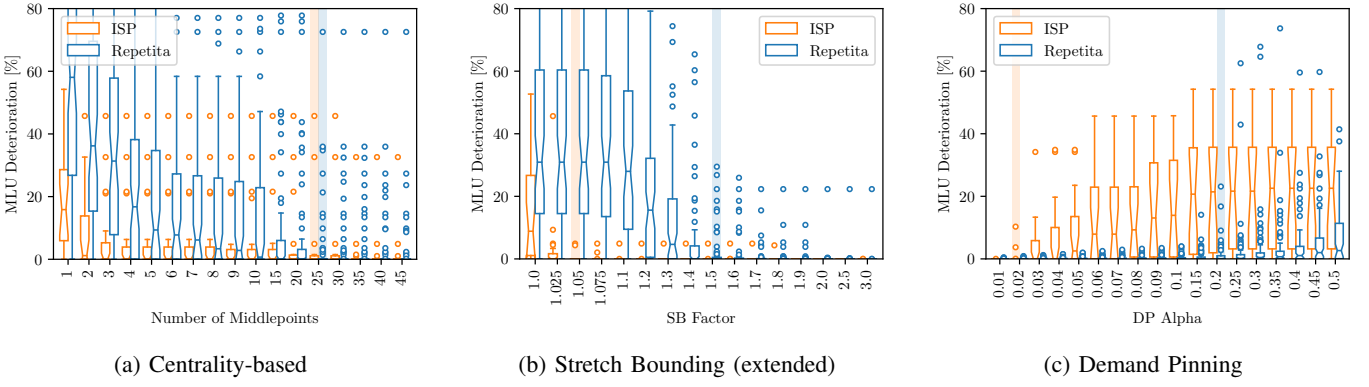 MLU Deterioration [%]
80
60
40
20
0
ISP
Repetita
1 2 3 4 5 6 7 8 9 10 15 20 25 30 35 40 45
Number of Middlepoints
(a) Centrality-based
MLU Deterioration [%]
80
60
40
20
0
ISP
Repetita
1.0 1.025 1.05 1.075 1.1 1.2 1.3 1.4 1.5 1.6 1.7 1.8 1.9 2.0 2.5 3.0
SB Factor
(b) Stretch Bounding (extended)
MLU Deterioration [%]
80
60
40
20
0
ISP
Repetita
0.01 0.02 0.03 0.04 0.05 0.06 0.07 0.08 0.09 0.1 0.15 0.2 0.25 0.3 0.35 0.4 0.45 0.5
DP Alpha
(c) Demand Pinning